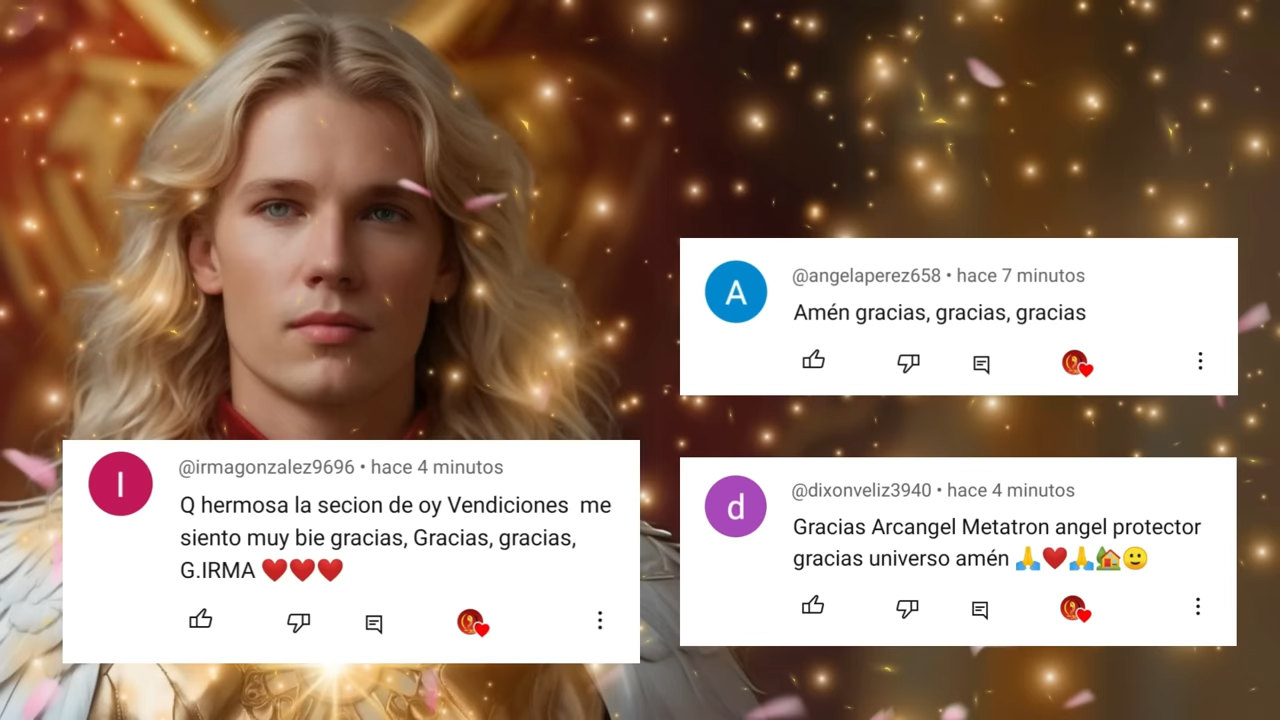 A
@angelaperez658 • hace 7 minutos
Amén gracias, gracias, gracias
I
@irmagonzalez9696 • hace 4 minutos
Q hermosa la secion de oy Vendiciones  me
siento muy bie gracias, Gracias, gracias,
G.IRMA ❤️❤️❤️
d
@dixonveliz3940 • hace 4 minutos
Gracias Arcangel Metatron angel protector
gracias universo amén 🙏❤️🙏🏡🙂